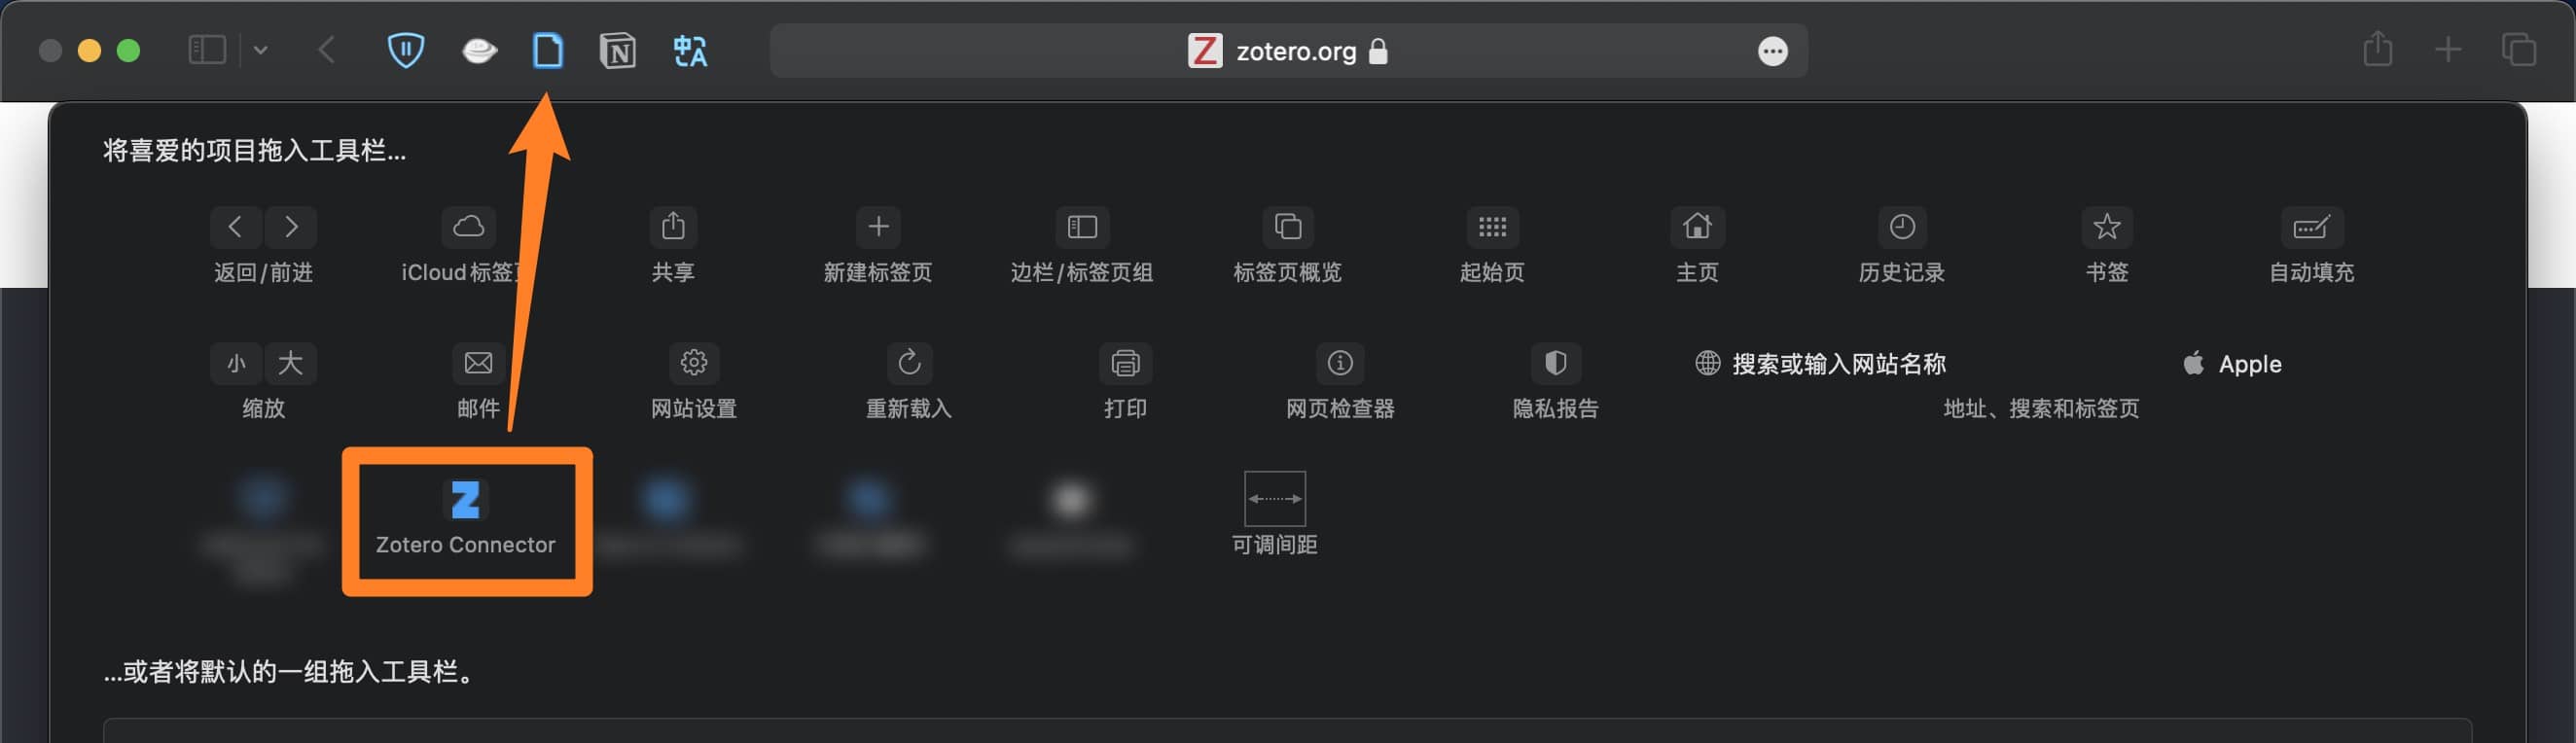 zotero.org
将喜爱的项目拖入工具栏...
返回/前进 iCloud 标签 共享 新建标签页 边栏/标签页组 标签页概览 起始页 主页 历史记录 书签 自动填充
小 大 搜索或输入网站名称 Apple
缩放 邮件 网站设置 重新载入 打印 网页检查器 隐私报告 地址、搜索和标签页
Zotero Connector 可调间距
...或者将默认的一组拖入工具栏。